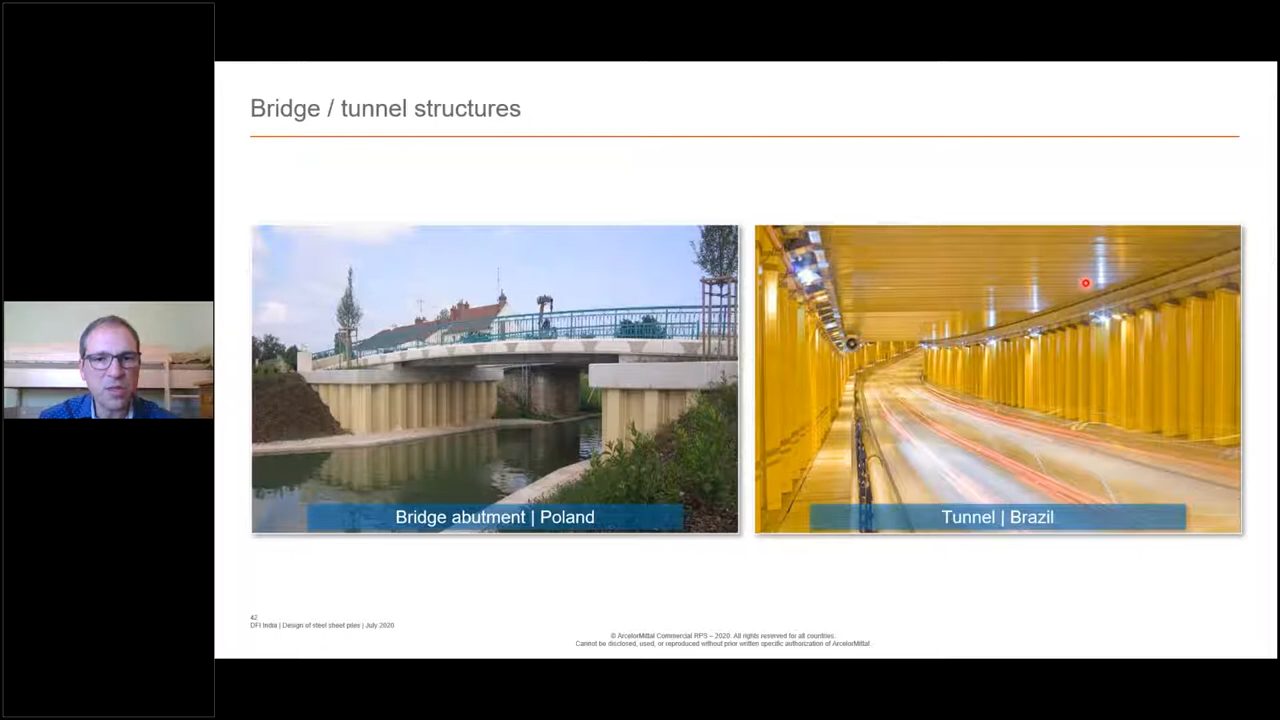 Bridge / tunnel structures
Bridge abutment | Poland
Tunnel | Brazil
42
DFI India | Design of steel sheet piles | July 2020
© ArcelorMittal Commercial RPS – 2020. All rights reserved for all countries.
Cannot be disclosed, used, or reproduced without prior written specific authorization of ArcelorMittal